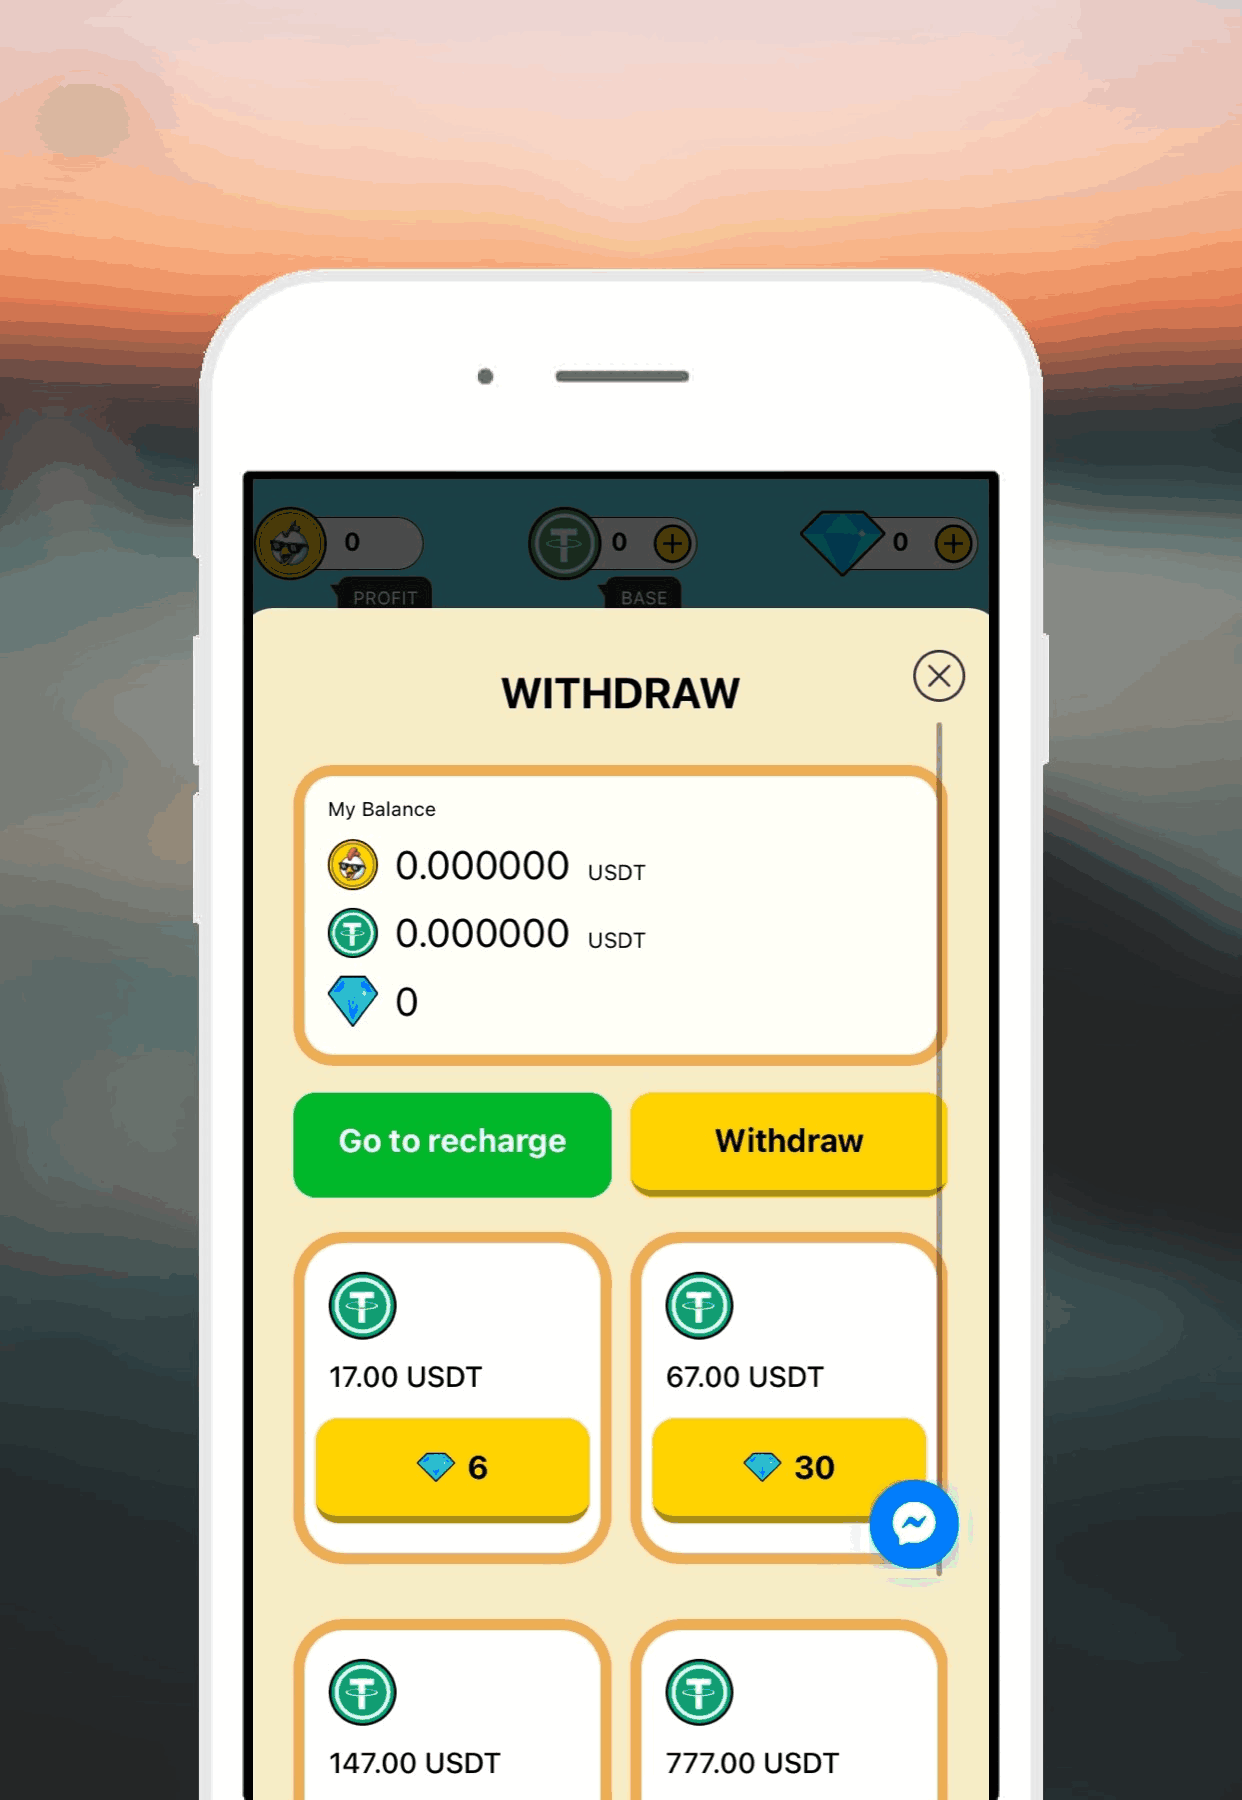 0 0 0
PROFIT BASE
WITHDRAW
My Balance
0.000000 USDT
0.000000 USDT
0
Go to recharge Withdraw
17.00 USDT 67.00 USDT
6 30
147.00 USDT 777.00 USDT